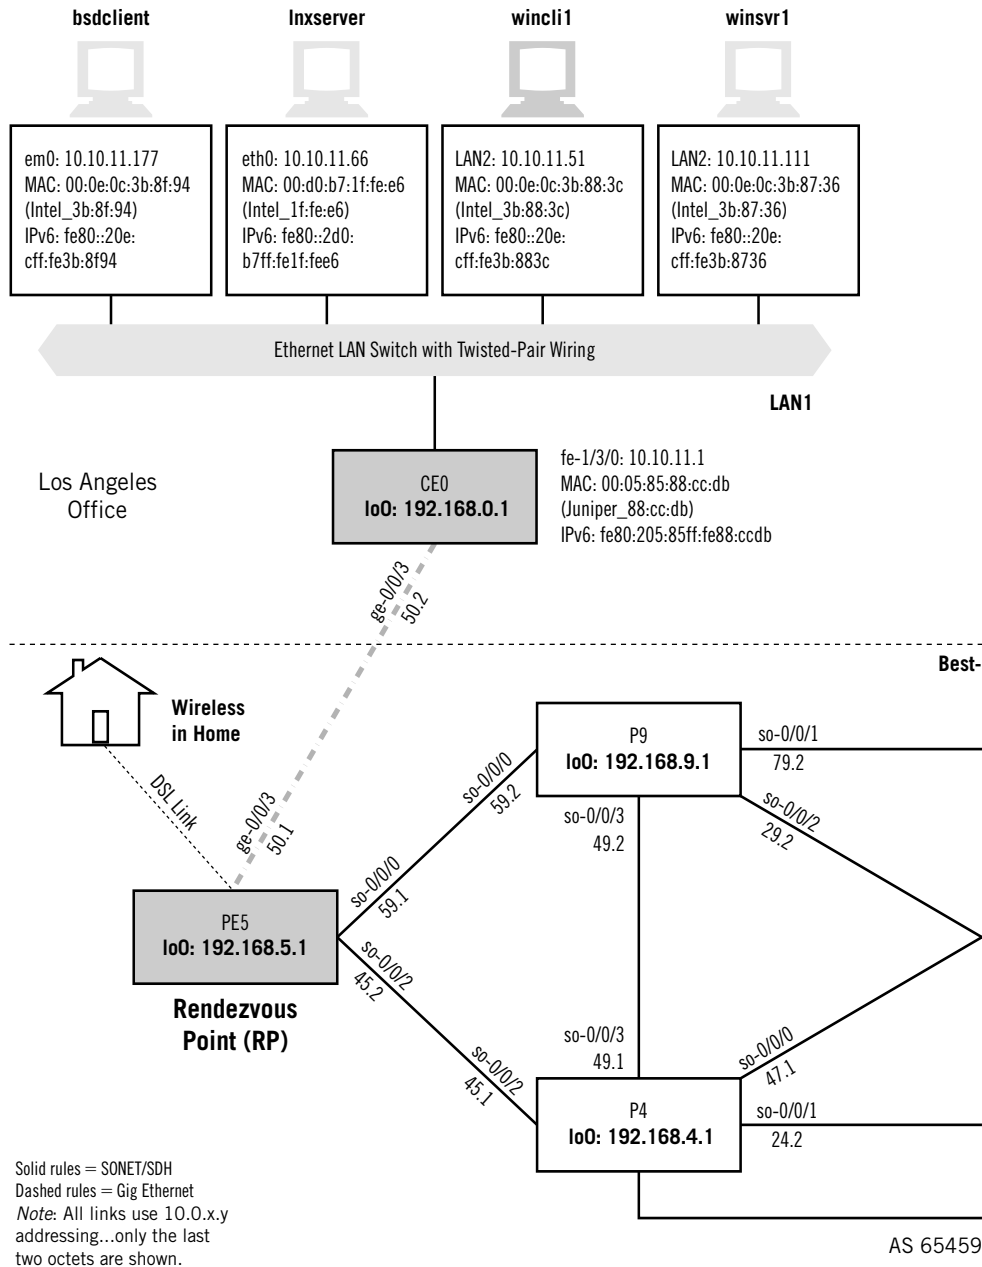 bsdclient
lnxserver
wincli1
winsvr1
em0: 10.10.11.177
MAC: 00:0e:0c:3b:8f:94
(Intel_3b:8f:94)
IPv6: fe80::20e:
cff:fe3b:8f94
eth0: 10.10.11.66
MAC: 00:d0:b7:1f:fe:e6
(Intel_1f:fe:e6)
IPv6: fe80::2d0:
b7ff:fe1f:fee6
LAN2: 10.10.11.51
MAC: 00:0e:0c:3b:88:3c
(Intel_3b:88:3c)
IPv6: fe80::20e:
cff:fe3b:883c
LAN2: 10.10.11.111
MAC: 00:0e:0c:3b:87:36
(Intel_3b:87:36)
IPv6: fe80::20e:
cff:fe3b:8736
Ethernet LAN Switch with Twisted-Pair Wiring
LAN1
Los Angeles
Office
CE0
lo0: 192.168.0.1
fe-1/3/0: 10.10.11.1
MAC: 00:05:85:88:cc:db
(Juniper_88:cc:db)
IPv6: fe80:205:85ff:fe88:ccdb
ge-0/0/3
50.2
Best-
Wireless
in Home
DSL Link
ge-0/0/3
50.1
P9
lo0: 192.168.9.1
so-0/0/1
79.2
so-0/0/0
59.2
so-0/0/3
49.2
so-0/0/2
29.2
so-0/0/0
59.1
PE5
lo0: 192.168.5.1
so-0/0/2
45.2
Rendezvous
Point (RP)
so-0/0/2
45.1
so-0/0/3
49.1
so-0/0/0
47.1
P4
lo0: 192.168.4.1
so-0/0/1
24.2
Solid rules = SONET/SDH
Dashed rules = Gig Ethernet
Note: All links use 10.0.x.y
addressing...only the last
two octets are shown.
AS 65459